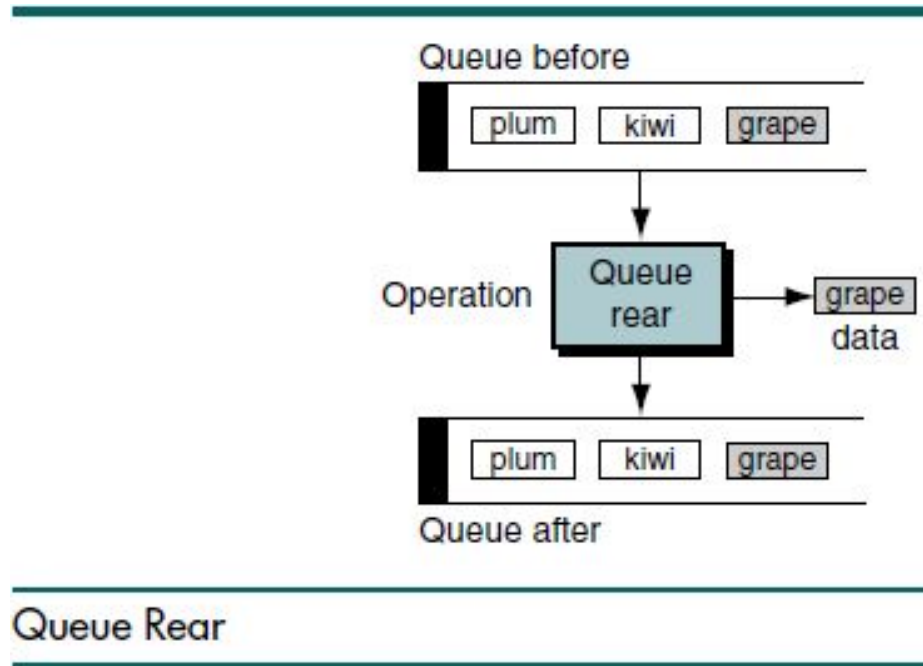 Queue before
plum kiwi grape
Operation
Queue
rear
grape
data
plum kiwi grape
Queue after
Queue Rear